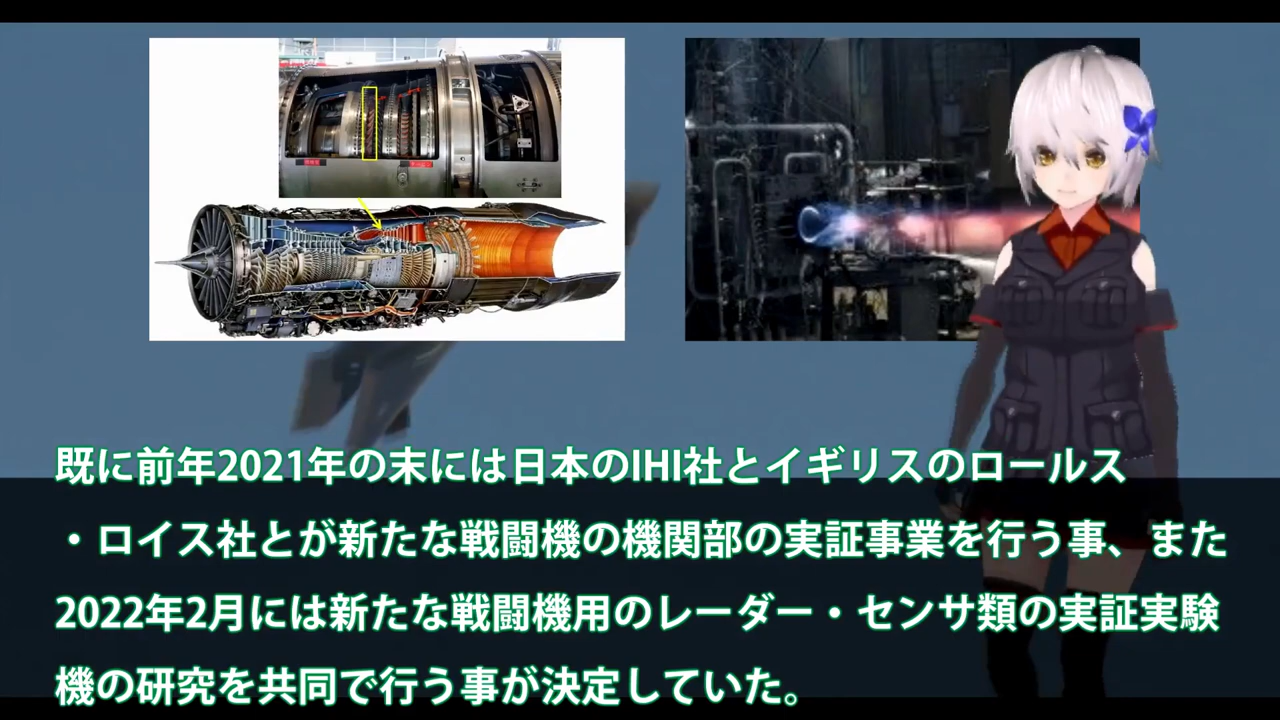 既に前年2021年の末には日本のIHI社とイギリスのロールス
・ロイス社とが新たな戦闘機の機関部の実証事業を行う事、また
2022年2月には新たな戦闘機用のレーダー・センサ類の実証実験
機の研究を共同で行う事が決定していた。